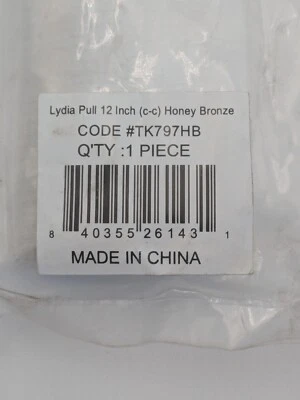 Lydia Pull 12 Inch (c-c) Honey Bronze
CODE #TK797HB
Q'TY :1 PIECE
8 40355 26143 1
MADE IN CHINA